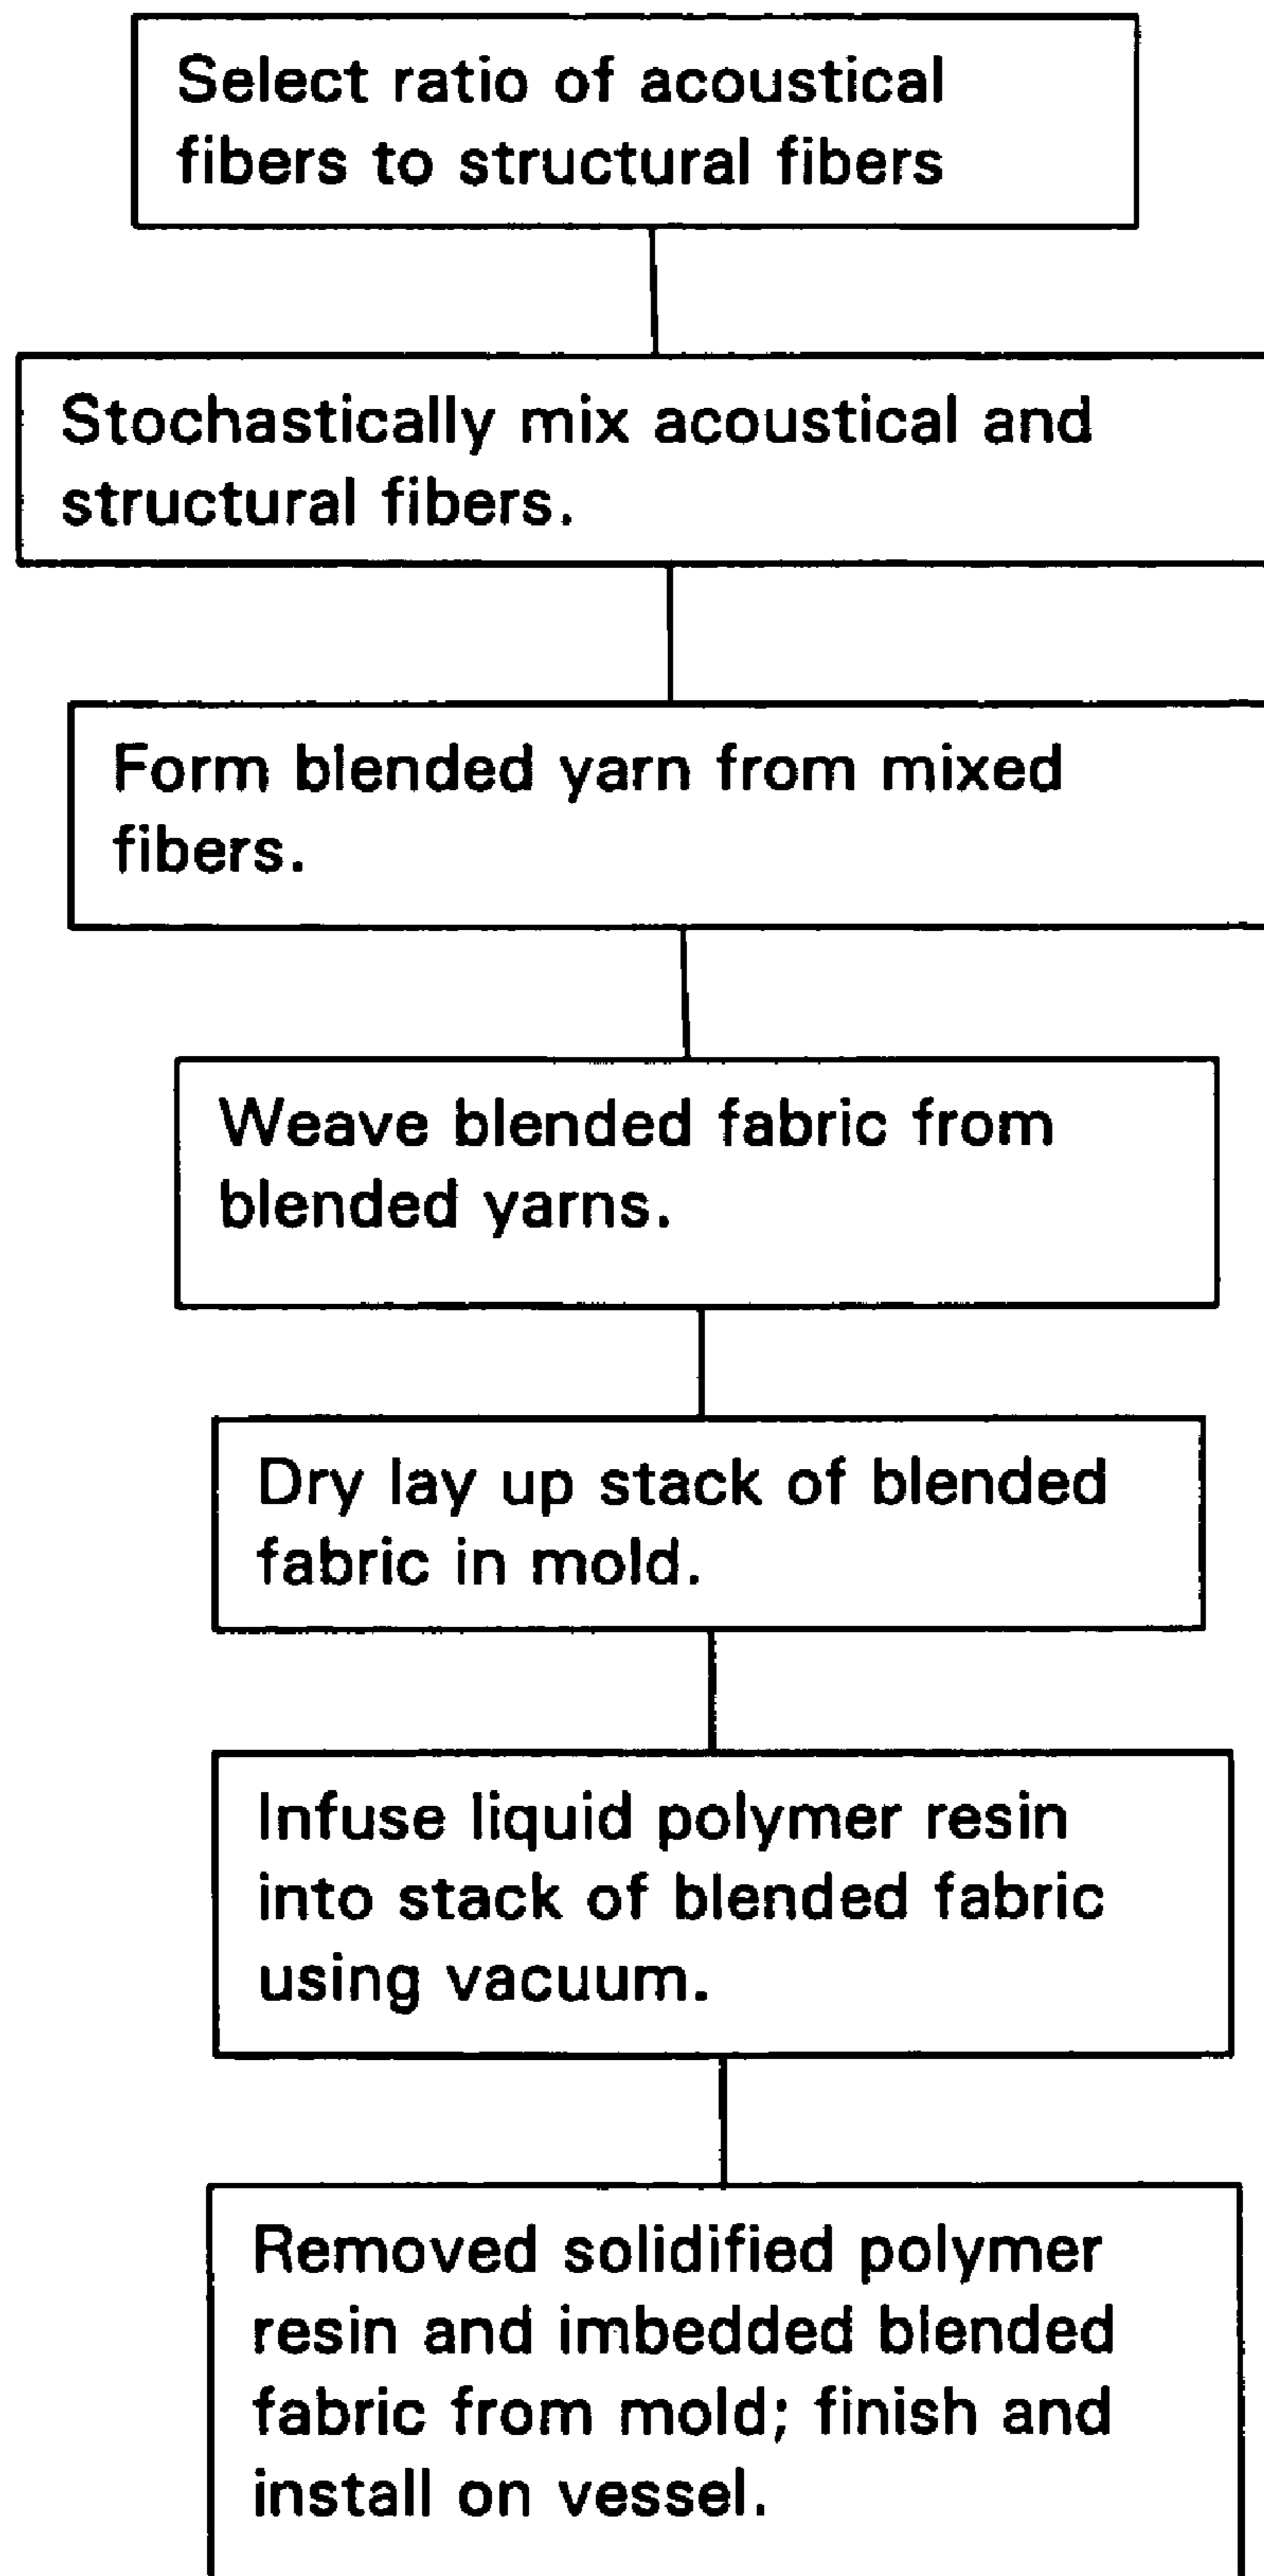 Select ratio of acoustical
fibers to structural fibers
Stochastically mix acoustical and
structural fibers.
Form blended yarn from mixed
fibers.
Weave blended fabric from
blended yarns.
Dry lay up stack of blended
fabric in mold.
Infuse liquid polymer resin
into stack of blended fabric
using vacuum.
Removed solidified polymer
resin and imbedded blended
fabric from mold; finish and
install on vessel.